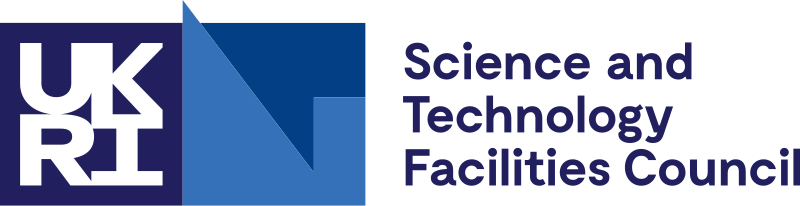 UK
RI
Science and
Technology
Facilities Council